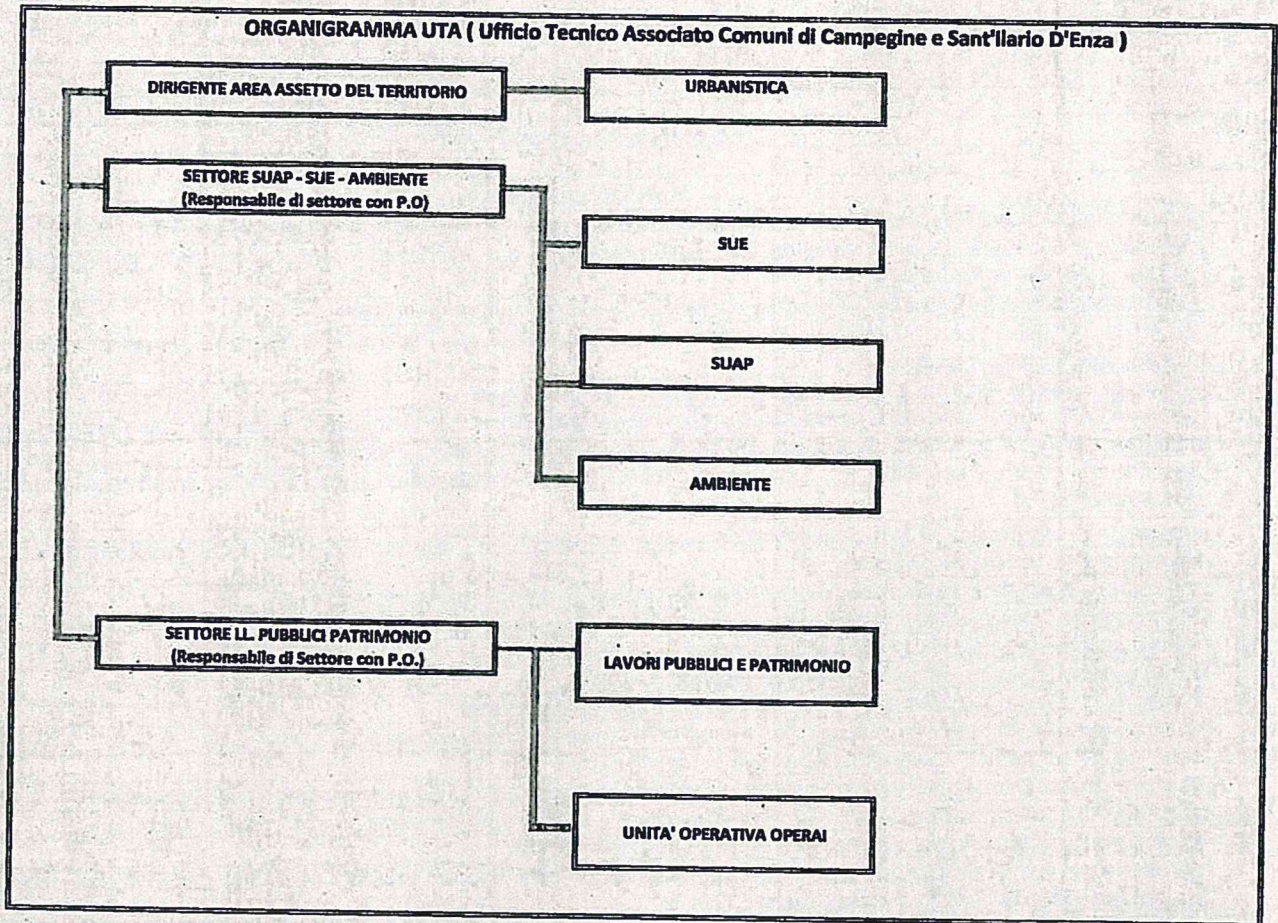 ORGANIGRAMMA UTA ( Ufficio Tecnico Associato Comuni di Campegine e Sant'Ilario D'Enza )
DIRIGENTE AREA ASSETTO DEL TERRITORIO
URBANISTICA
SETTORE SUAP - SUE - AMBIENTE
(Responsabile di settore con P.O)
SUE
SUAP
AMBIENTE
SETTORE LL. PUBBLICI PATRIMONIO
(Responsabile di Settore con P.O.)
LAVORI PUBBLICI E PATRIMONIO
UNITA' OPERATIVA OPERAI